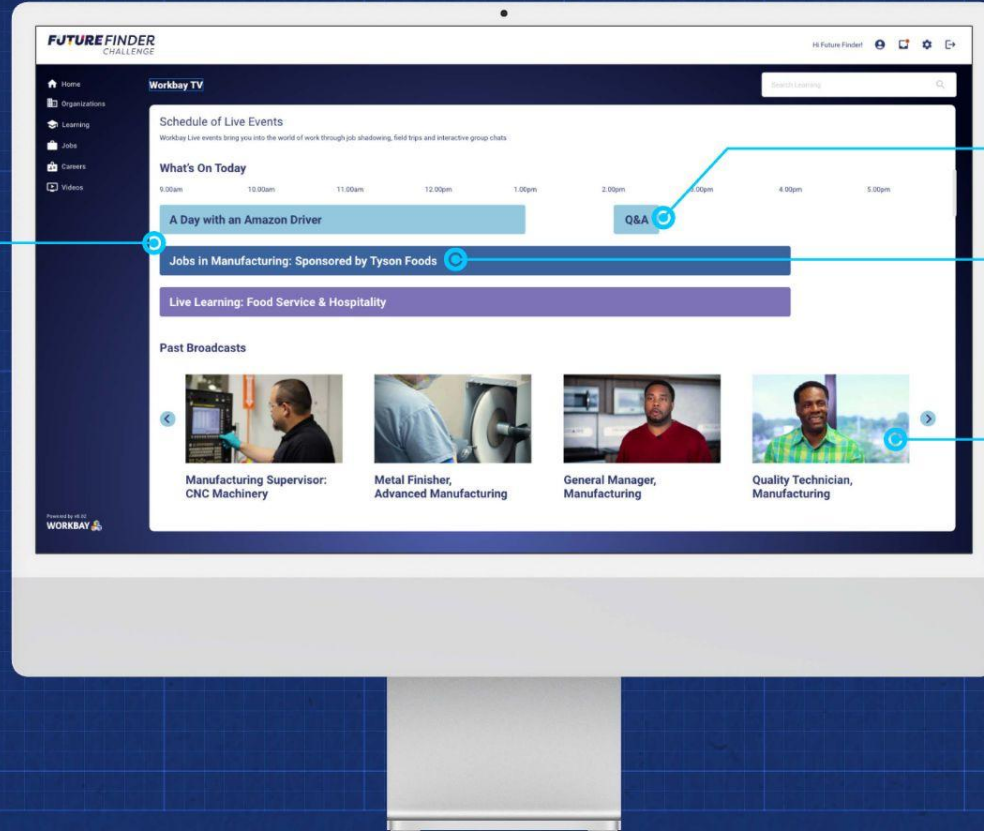 FUTURE FINDER
CHALLENGE
Hi Future Finder!
Home
Organizations
Learning
Jobs
Careers
Videos
Workbay TV
Search Learning
Schedule of Live Events
Workbay Live events bring you into the world of work through job shadowing, field trips and interactive group chats
What's On Today
9.00am 10.00am 11.00am 12.00pm 1.00pm 2.00pm 3.00pm 4.00pm 5.00pm
A Day with an Amazon Driver
Q&A
Jobs in Manufacturing: Sponsored by Tyson Foods
Live Learning: Food Service & Hospitality
Past Broadcasts
Manufacturing Supervisor:
CNC Machinery
Metal Finisher,
Advanced Manufacturing
General Manager,
Manufacturing
Quality Technician,
Manufacturing
Powered by
WORKBAY